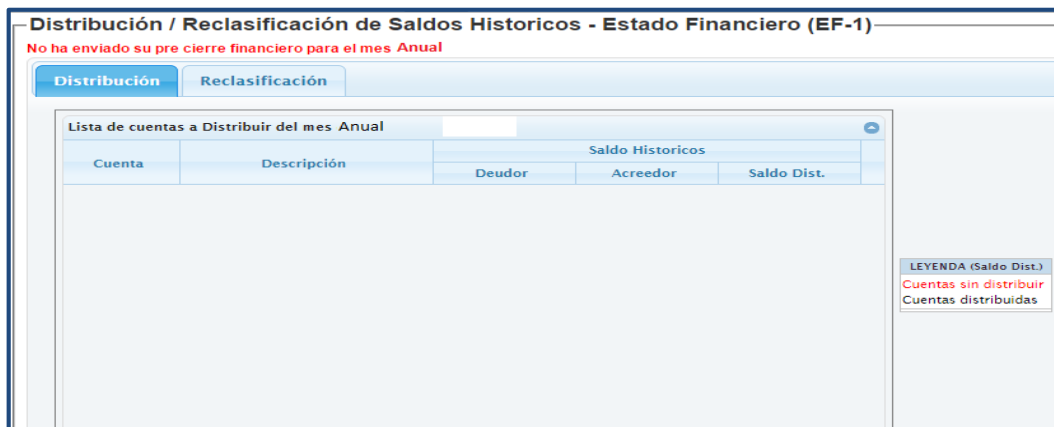 Distribución / Reclasificación de Saldos Historicos - Estado Financiero (EF-1)
No ha enviado su pre cierre financiero para el mes Anual
Distribución Reclasificación
Lista de cuentas a Distribuir del mes Anual
Cuenta Descripción Saldo Historicos
Deudor Acreedor Saldo Dist.
LEYENDA (Saldo Dist.)
Cuentas sin distribuir
Cuentas distribuidas